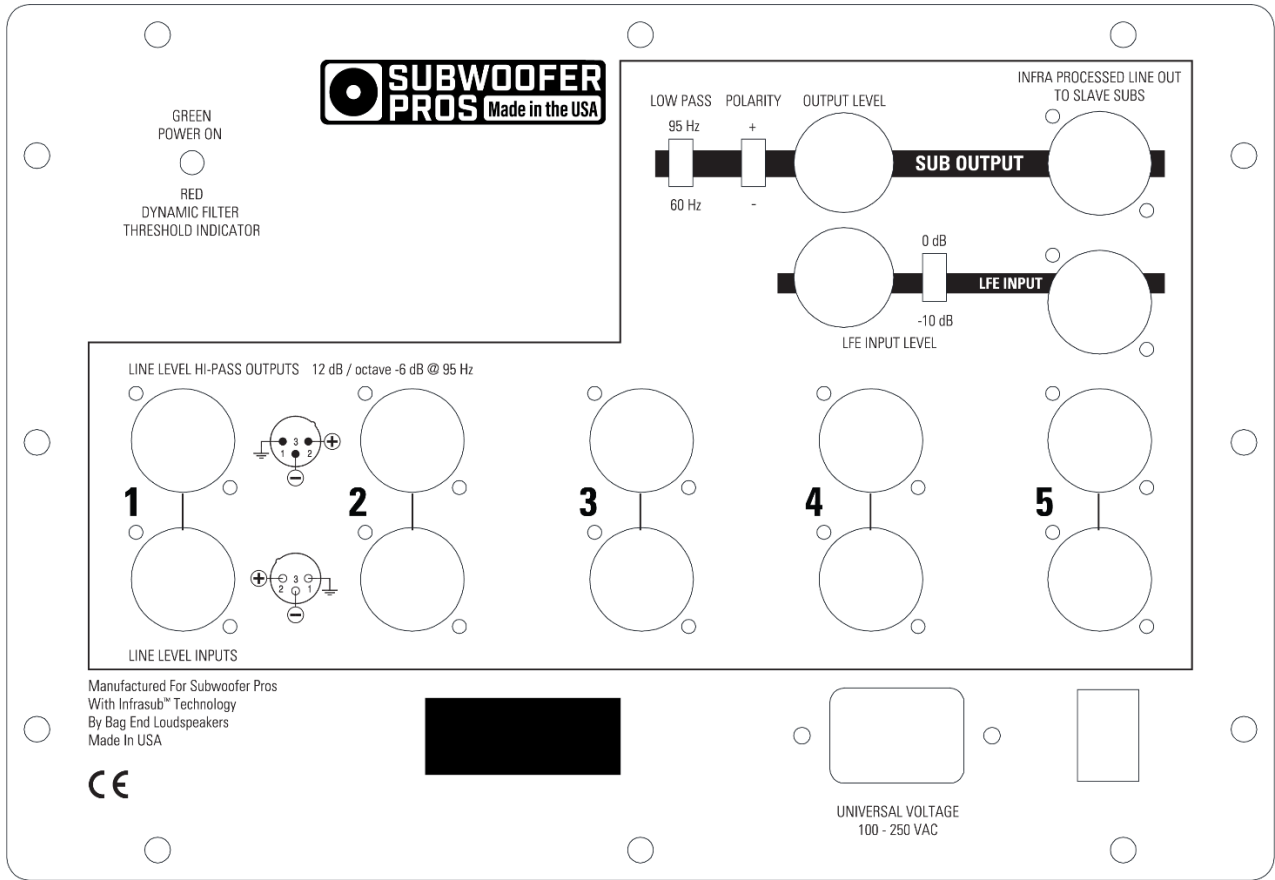 SUBWOOFER
PROS Made in the USA
GREEN
POWER ON
RED
DYNAMIC FILTER
THRESHOLD INDICATOR
INFRA PROCESSED LINE OUT
TO SLAVE SUBS
LOW PASS POLARITY OUTPUT LEVEL
95 Hz +
SUB OUTPUT
60 Hz -
0 dB
LFE INPUT
-10 dB
LFE INPUT LEVEL
LINE LEVEL HI-PASS OUTPUTS 12 dB / octave -6 dB @ 95 Hz
3 +
1 2
-
1 2 3 4 5
+ 3
2 1
-
LINE LEVEL INPUTS
Manufactured For Subwoofer Pros
With Infrasub™ Technology
By Bag End Loudspeakers
Made In USA
CE
UNIVERSAL VOLTAGE
100 - 250 VAC